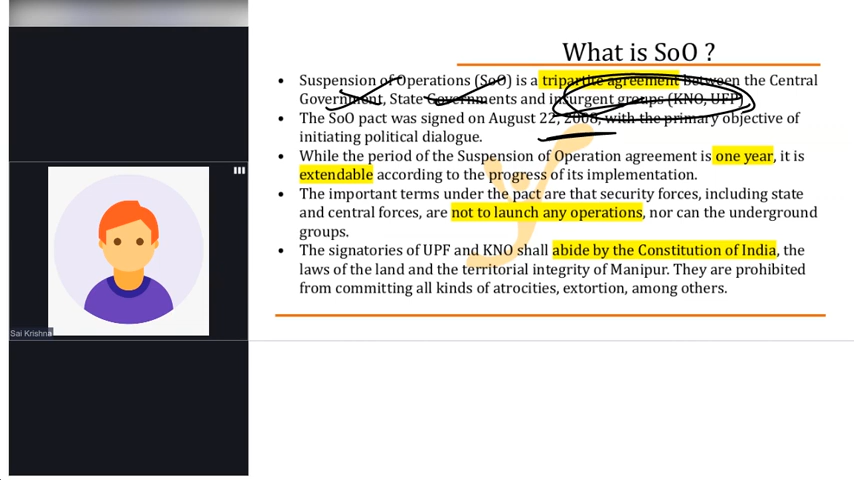 What is SoO ?
• Suspension of Operations (SoO) is a tripartite agreement between the Central
Government, State Governments and insurgent groups (KNO, UFP).
• The SoO pact was signed on August 22, 2008, with the primary objective of
initiating political dialogue.
• While the period of the Suspension of Operation agreement is one year, it is
extendable according to the progress of its implementation.
• The important terms under the pact are that security forces, including state
and central forces, are not to launch any operations, nor can the underground
groups.
• The signatories of UPF and KNO shall abide by the Constitution of India, the
laws of the land and the territorial integrity of Manipur. They are prohibited
from committing all kinds of atrocities, extortion, among others.
Sai Krishna